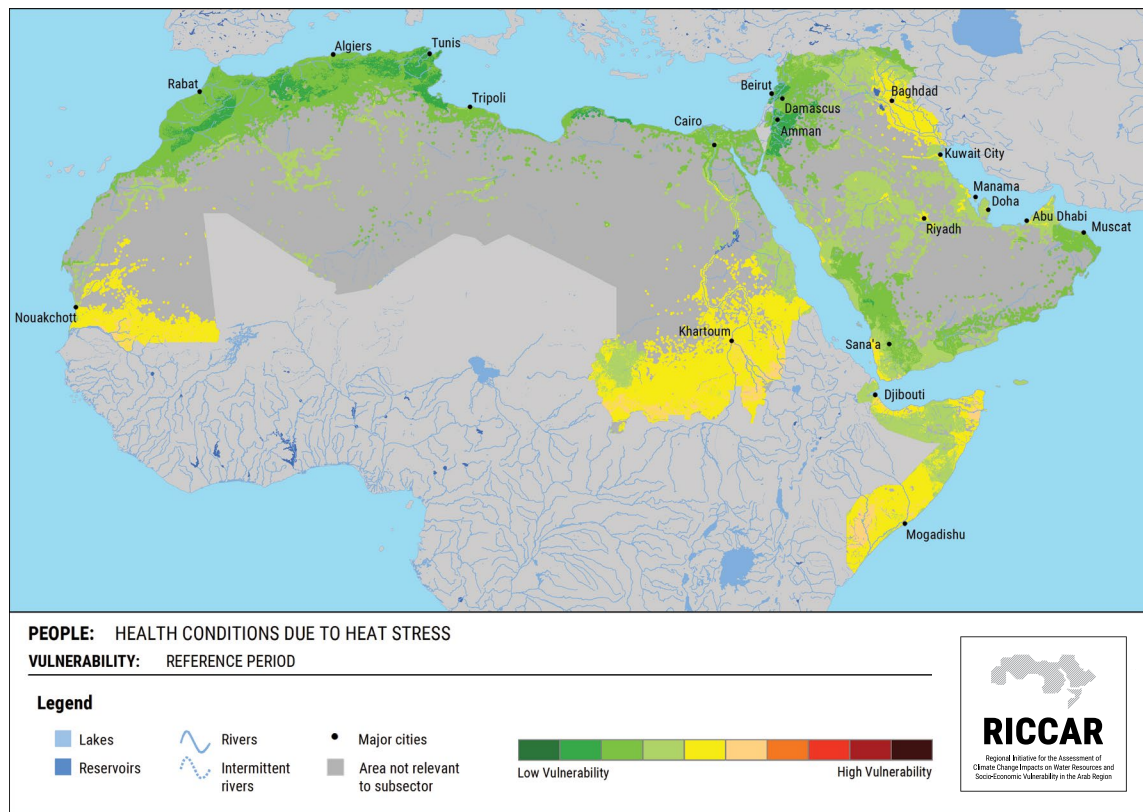 Algiers
Tunis
Rabat
Tripoli
Beirut
Damascus
Baghdad
Cairo
Amman
Kuwait City
Manama
Doha
Abu Dhabi
Riyadh
Muscat
Nouakchott
Khartoum
Sana'a
Djibouti
Mogadishu
PEOPLE: HEALTH CONDITIONS DUE TO HEAT STRESS
VULNERABILITY: REFERENCE PERIOD
Legend
Lakes
Reservoirs
Rivers
Intermittent
rivers
Major cities
Area not relevant
to subsector
Low Vulnerability
High Vulnerability
RICCAR
Regional Initiative for the Assessment of
Climate Change Impacts on Water Resources and
Socio-Economic Vulnerability in the Arab Region